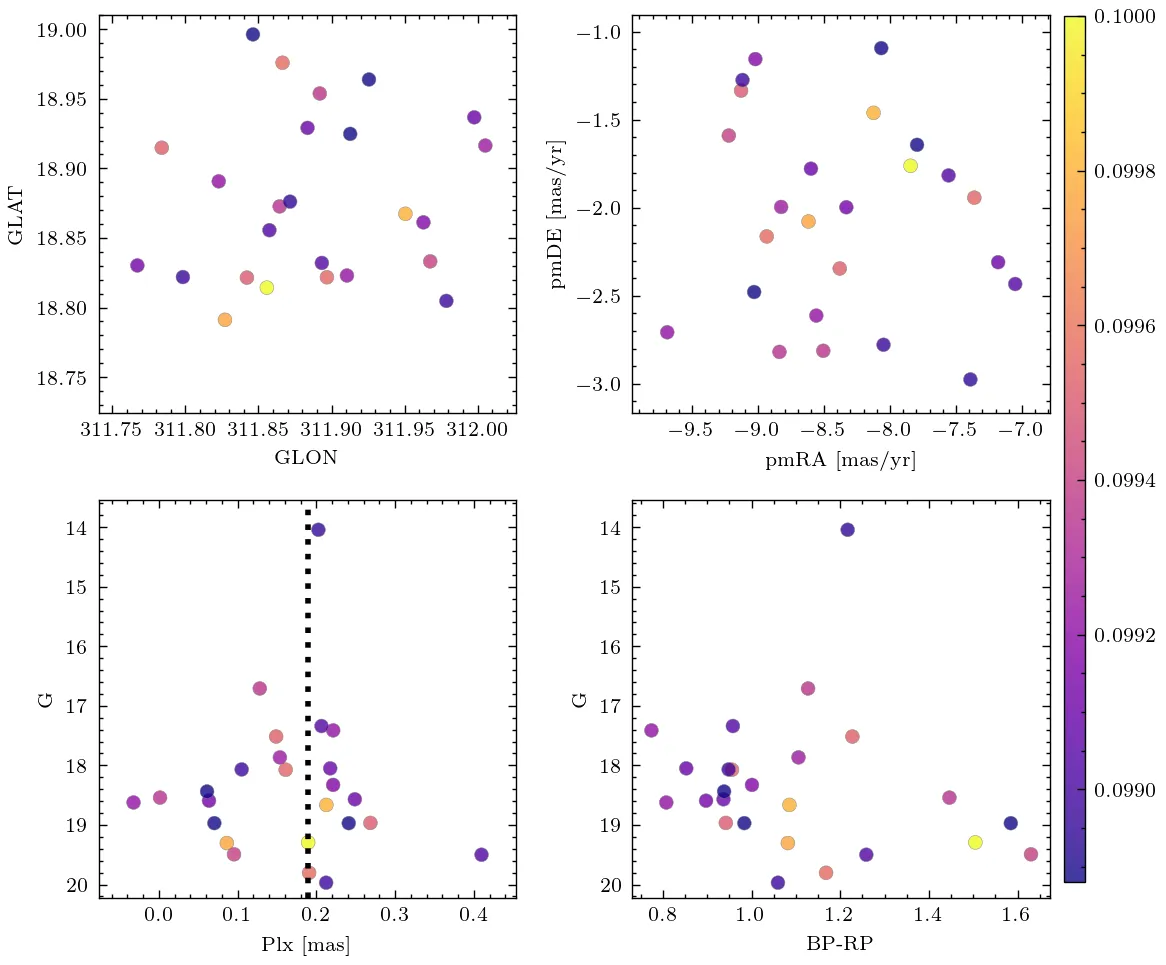 19.00
18.95
18.90
18.85
18.80
18.75
GLAT
311.75 311.80 311.85 311.90 311.95 312.00
GLON
−1.0
−1.5
−2.0
−2.5
−3.0
pmDE [mas/yr]
−9.5 −9.0 −8.5 −8.0 −7.5 −7.0
pmRA [mas/yr]
0.1000
0.0998
0.0996
0.0994
0.0992
0.0990
14
15
16
17
18
19
20
G
0.0 0.1 0.2 0.3 0.4
Plx [mas]
14
15
16
17
18
19
20
G
0.8 1.0 1.2 1.4 1.6
BP-RP